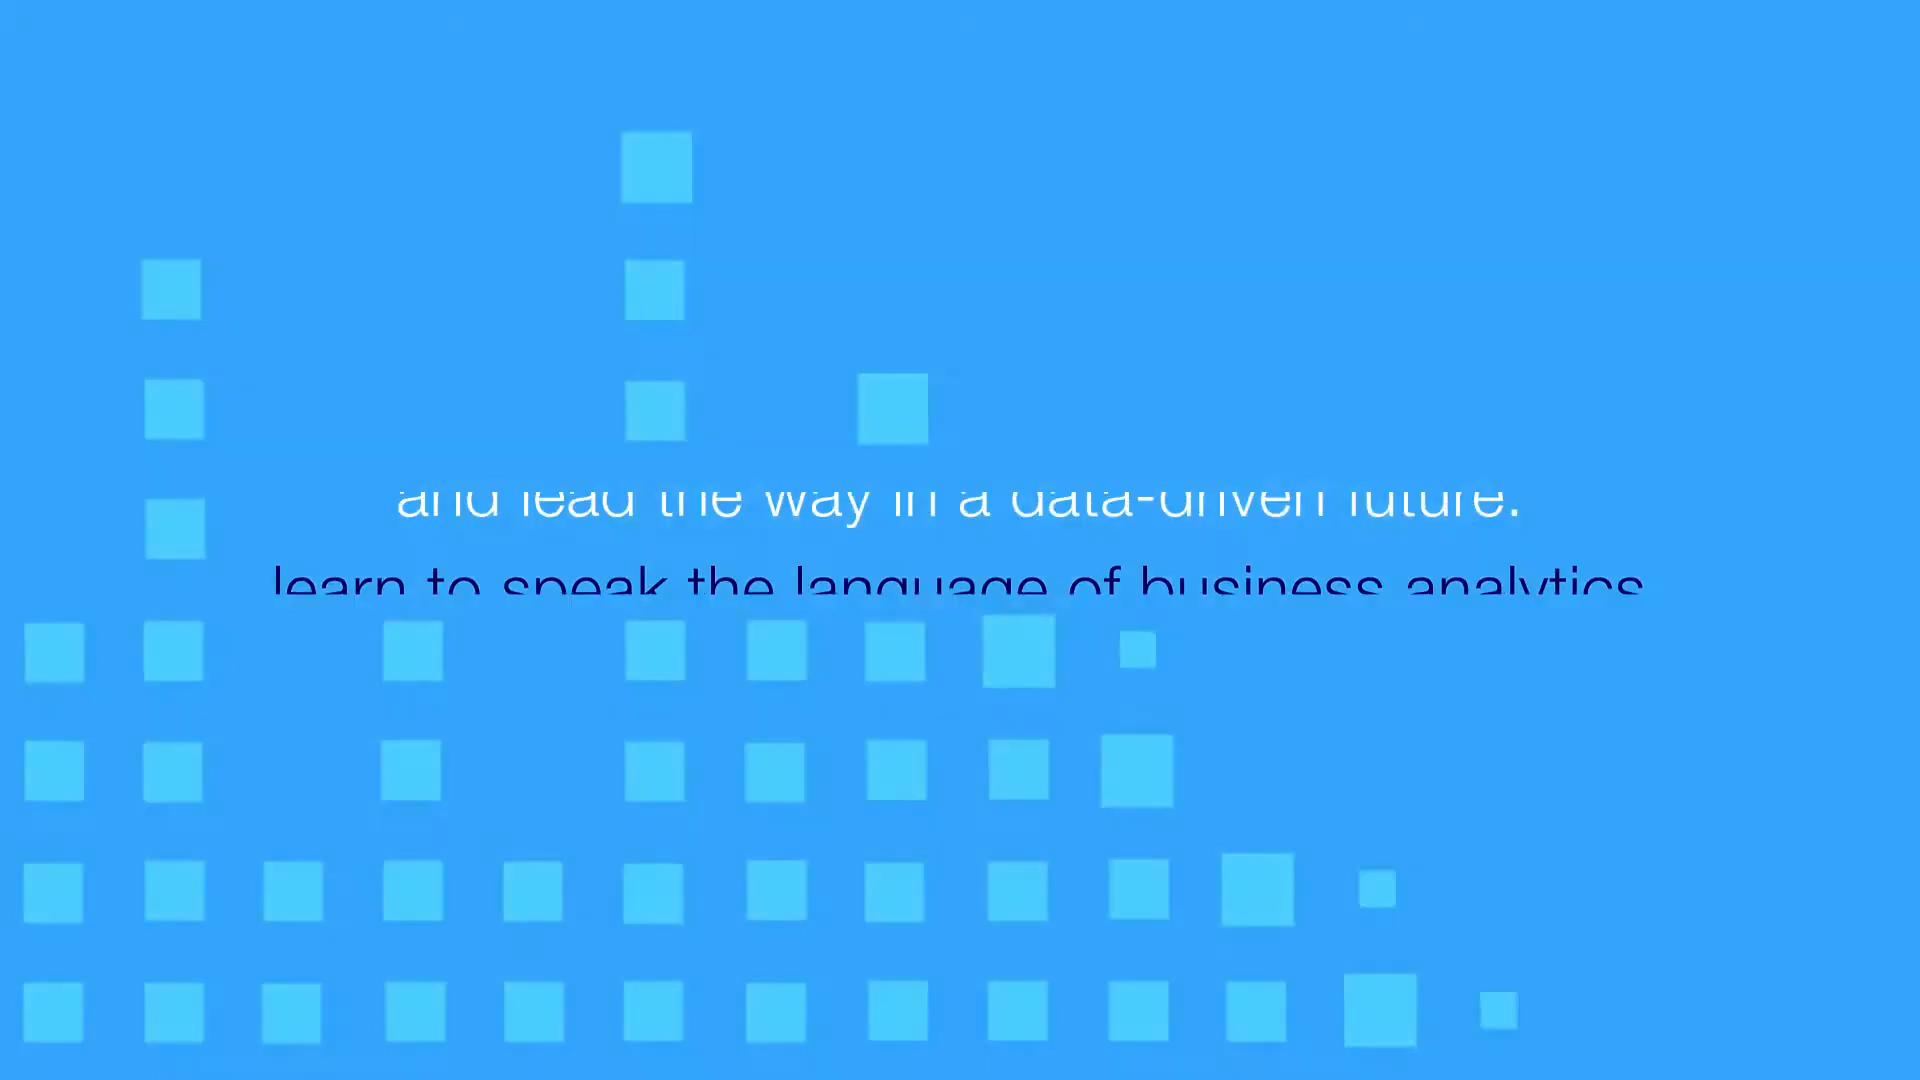 and lead the way in a data-driven future.
learn to speak the language of business analytics